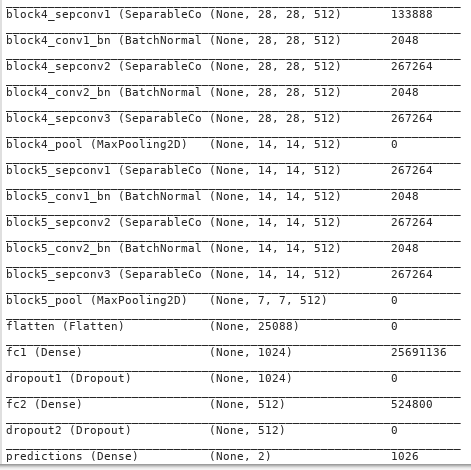 block4_sepconv1 (SeparableCo (None, 28, 28, 512) 133888
block4_conv1_bn (BatchNormal (None, 28, 28, 512) 2048
block4_sepconv2 (SeparableCo (None, 28, 28, 512) 267264
block4_conv2_bn (BatchNormal (None, 28, 28, 512) 2048
block4_sepconv3 (SeparableCo (None, 28, 28, 512) 267264
block4_pool (MaxPooling2D) (None, 14, 14, 512) 0
block5_sepconv1 (SeparableCo (None, 14, 14, 512) 267264
block5_conv1_bn (BatchNormal (None, 14, 14, 512) 2048
block5_sepconv2 (SeparableCo (None, 14, 14, 512) 267264
block5_conv2_bn (BatchNormal (None, 14, 14, 512) 2048
block5_sepconv3 (SeparableCo (None, 14, 14, 512) 267264
block5_pool (MaxPooling2D) (None, 7, 7, 512) 0
flatten (Flatten) (None, 25088) 0
fc1 (Dense) (None, 1024) 25691136
dropout1 (Dropout) (None, 1024) 0
fc2 (Dense) (None, 512) 524800
dropout2 (Dropout) (None, 512) 0
predictions (Dense) (None, 2) 1026